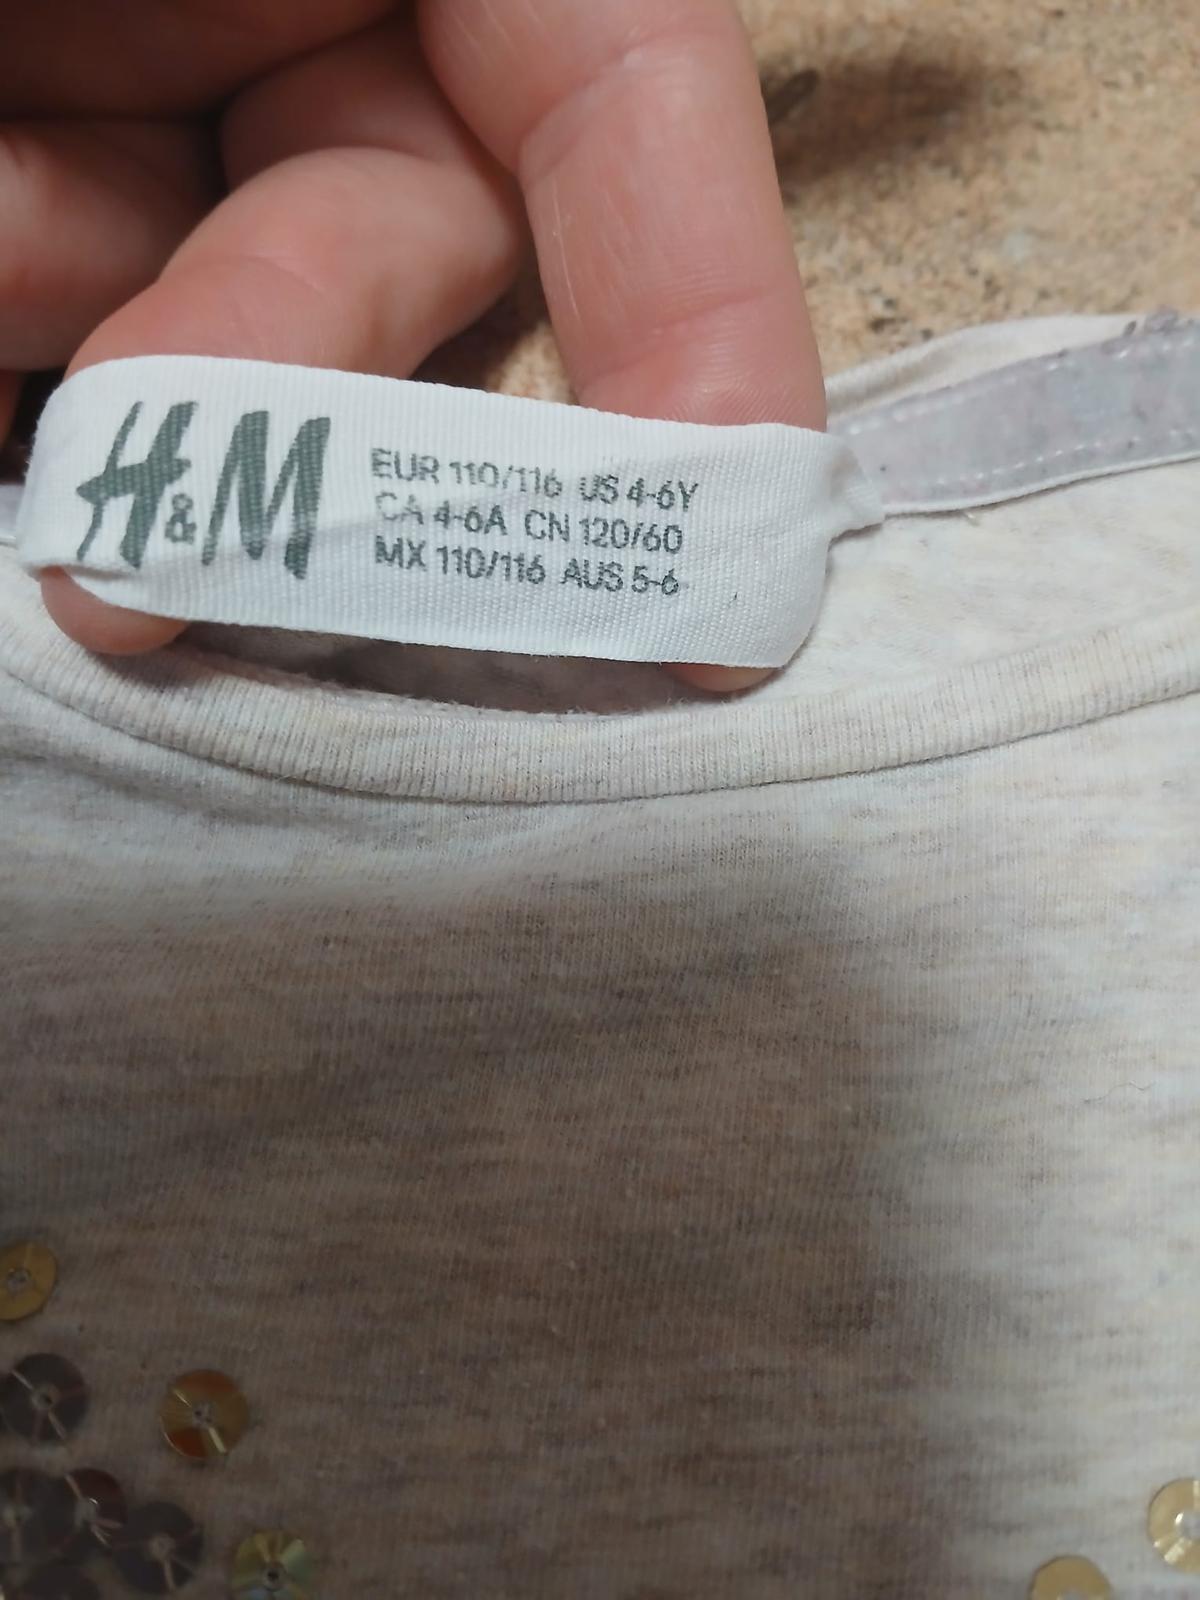 H&M
EUR 110/116 US 4-6Y
CA 4-6A CN 120/60
MX 110/116 AUS 5-6